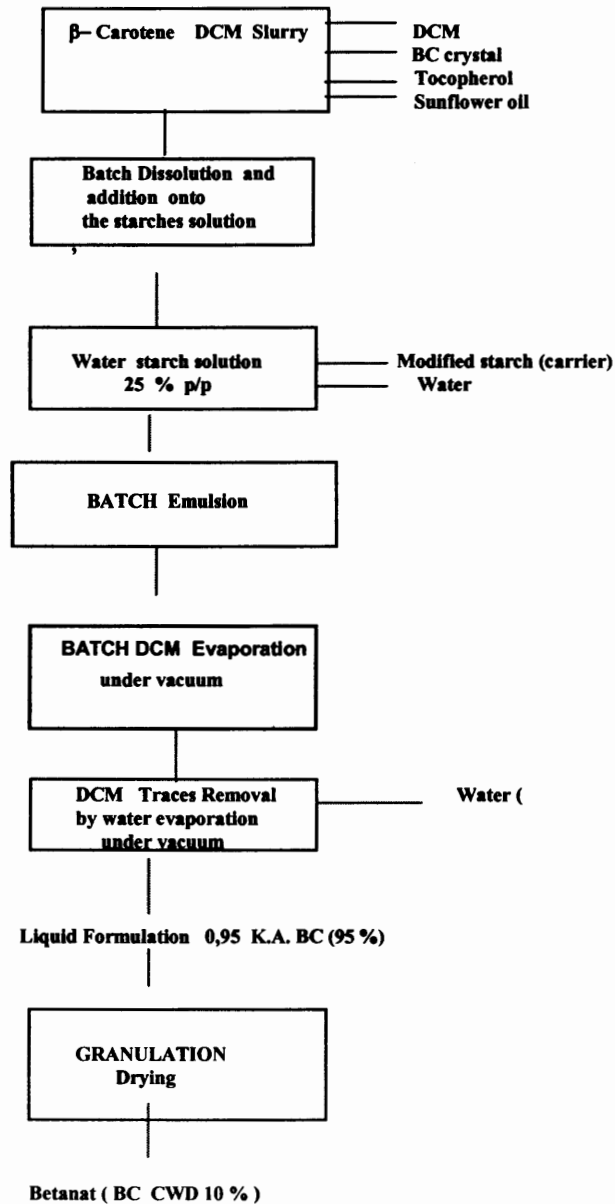 β– Carotene DCM Slurry
DCM
BC crystal
Tocopherol
Sunflower oil
Batch Dissolution and
addition onto
the starches solution
,
Water starch solution
25 % p/p
Modified starch (carrier)
Water
BATCH Emulsion
BATCH DCM Evaporation
under vacuum
DCM Traces Removal
by water evaporation
under vacuum
Water (
Liquid Formulation 0,95 K.A. BC (95 %)
GRANULATION
Drying
Betanat ( BC CWD 10 % )